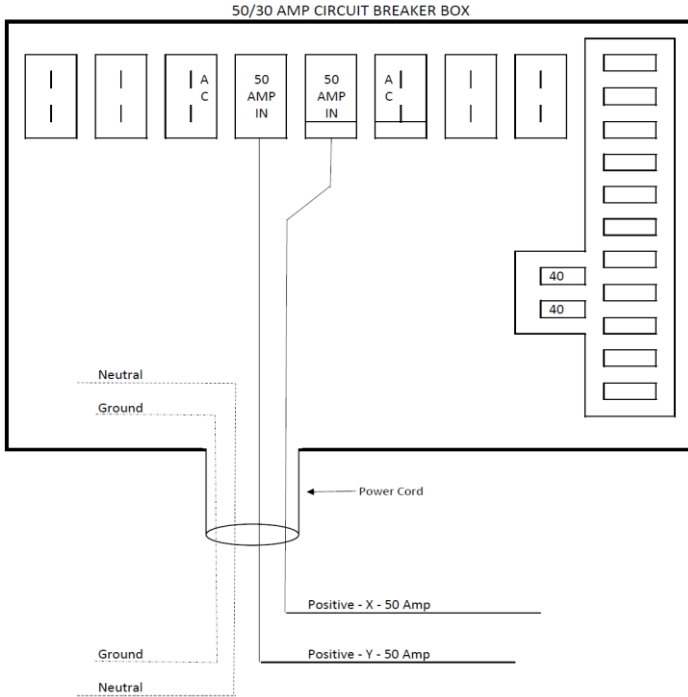 50/30 AMP CIRCUIT BREAKER BOX
A
C
50
AMP
IN
50
AMP
IN
A
C
40
40
Neutral
Ground
Power Cord
Positive - X - 50 Amp
Ground
Positive - Y - 50 Amp
Neutral